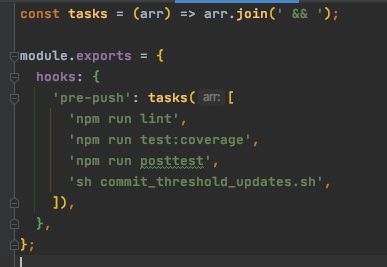 const tasks = (arr) => arr.join(' && ');
module.exports = {
hooks: {
'pre-push': tasks( arr: [
'npm run lint',
'npm run test:coverage',
'npm run posttest',
'sh commit_threshold_updates.sh',
]),
},
};